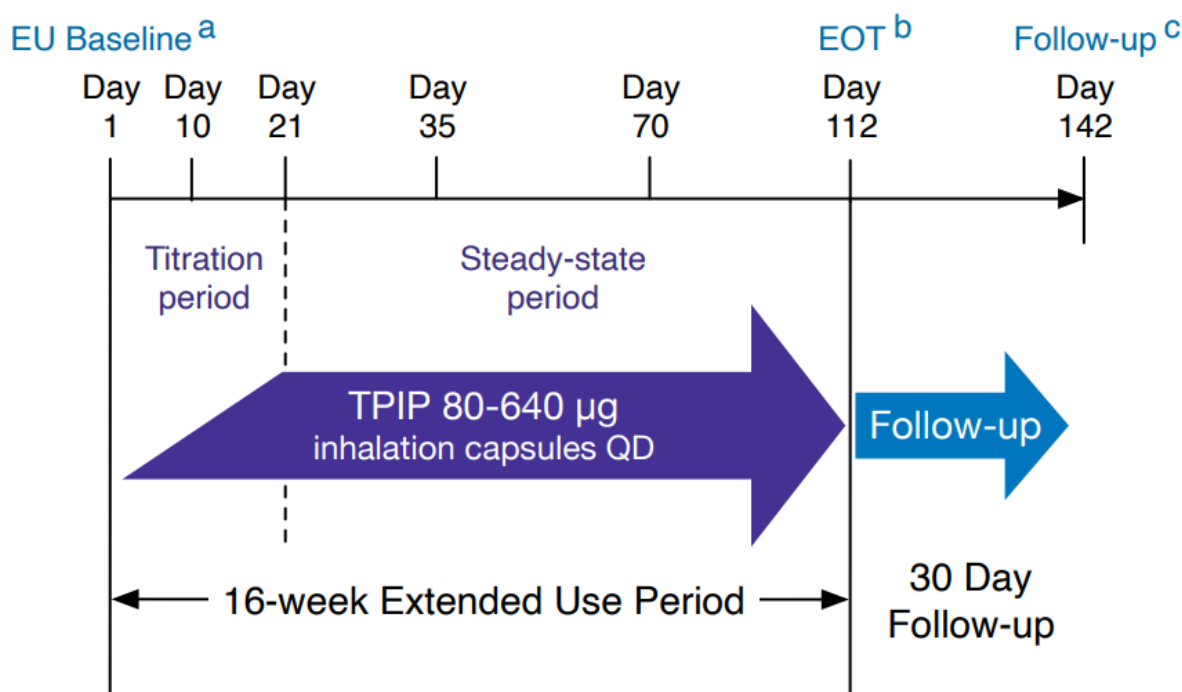 EU Baseline a
EOT b
Follow-up c
Day Day Day Day Day Day Day
1 10 21 35 70 112 142
Titration
period
Steady-state
period
TPIP 80-640 µg
inhalation capsules QD
Follow-up
16-week Extended Use Period
30 Day
Follow-up